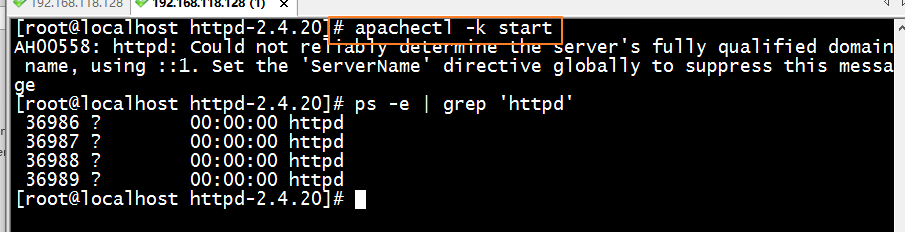 192.168.118.128
192.168.118.128 (1)
[root@localhost httpd-2.4.20]# apachectl -k start
AH00558: httpd: Could not reliably determine the server's fully qualified domain
name, using ::1. Set the 'ServerName' directive globally to suppress this messa
ge
[root@localhost httpd-2.4.20]# ps -e | grep 'httpd'
36986 ? 00:00:00 httpd
36987 ? 00:00:00 httpd
36988 ? 00:00:00 httpd
36989 ? 00:00:00 httpd
[root@localhost httpd-2.4.20]#